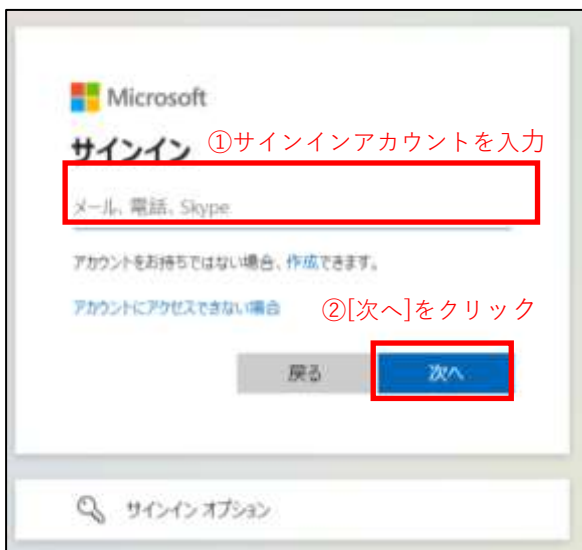 Microsoft
サインイン ①サインインアカウントを入力
メール、電話、Skype
アカウントをお持ちではない場合、作成できます。
アカウントにアクセスできない場合 ②[次へ]をクリック
戻る 次へ
サインイン オプション